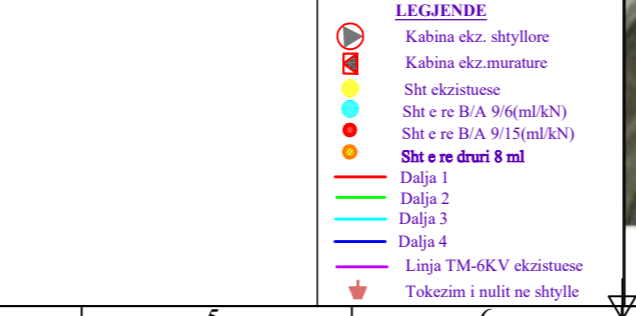 LEGJENDE
Kabina ekz. shtyllore
Kabina ekz.murature
Sht ekzistuese
Sht e re B/A 9/6(ml/kN)
Sht e re B/A 9/15(ml/kN)
Sht e re druri 8 ml
Dalja 1
Dalja 2
Dalja 3
Dalja 4
Linja TM-6KV ekzistuese
Tokezim i nulit ne shtylle
5 6